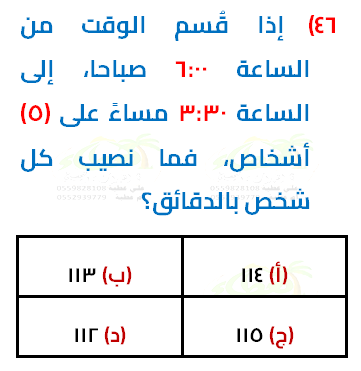 ٤٦) إذا قُسم الوقت من
الساعة ٦:٠٠ صباحا، إلى
الساعة ٣:٣٠ مساءً على (٥)
أشخاص، فما نصيب كل
شخص بالدقائق؟
(أ) ١١٤
(ب) ١١٣
(ج) ١١٥
(د) ١١٢